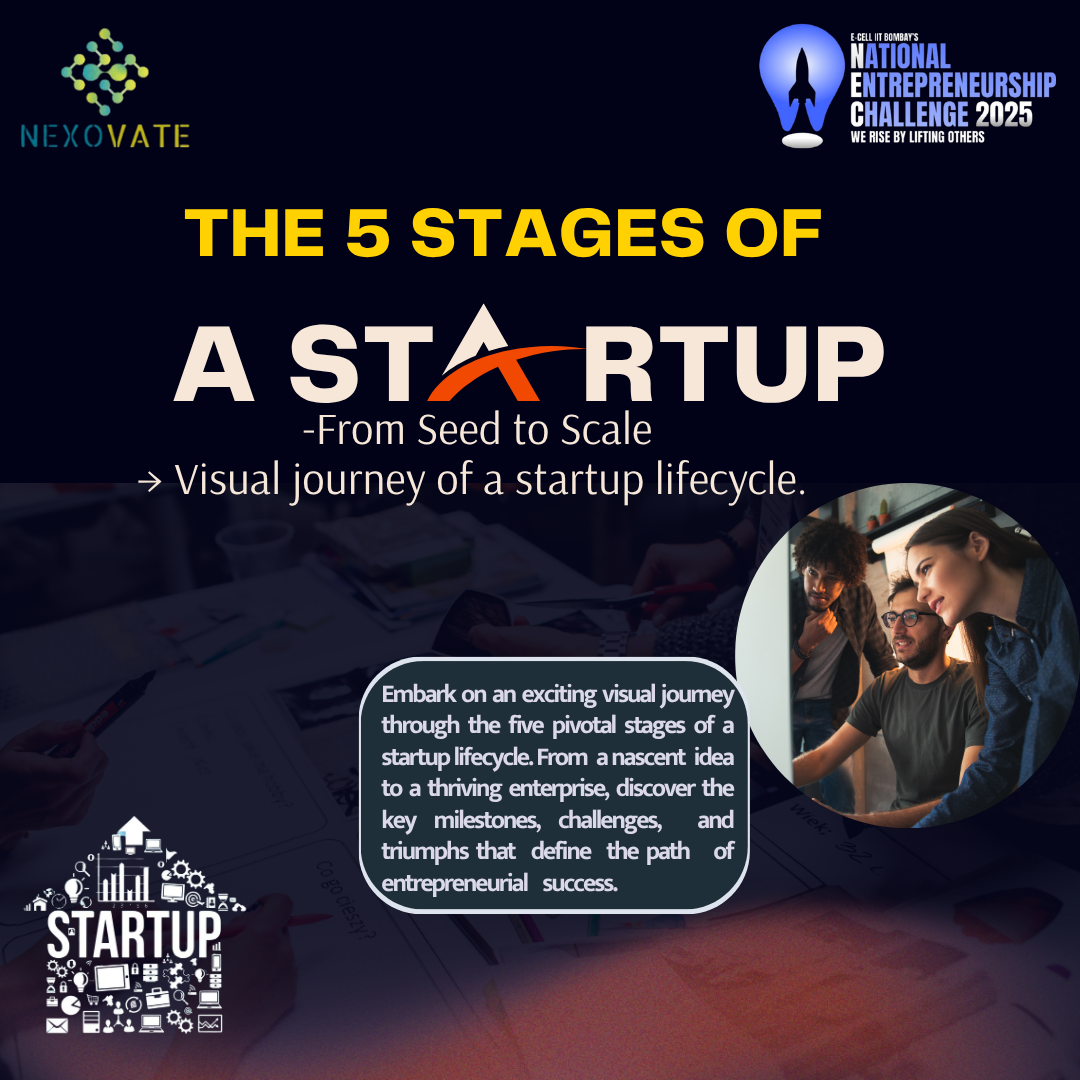 NEXOVATE
E-CELL IIT BOMBAY'S
NATIONAL
ENTREPRENEURSHIP
CHALLENGE 2025
WE RISE BY LIFTING OTHERS
THE 5 STAGES OF
A STARTUP
-From Seed to Scale
→ Visual journey of a startup lifecycle.
Embark on an exciting visual journey
through the five pivotal stages of a
startup lifecycle. From a nascent idea
to a thriving enterprise, discover the
key milestones, challenges, and
triumphs that define the path of
entrepreneurial success.
STARTUP